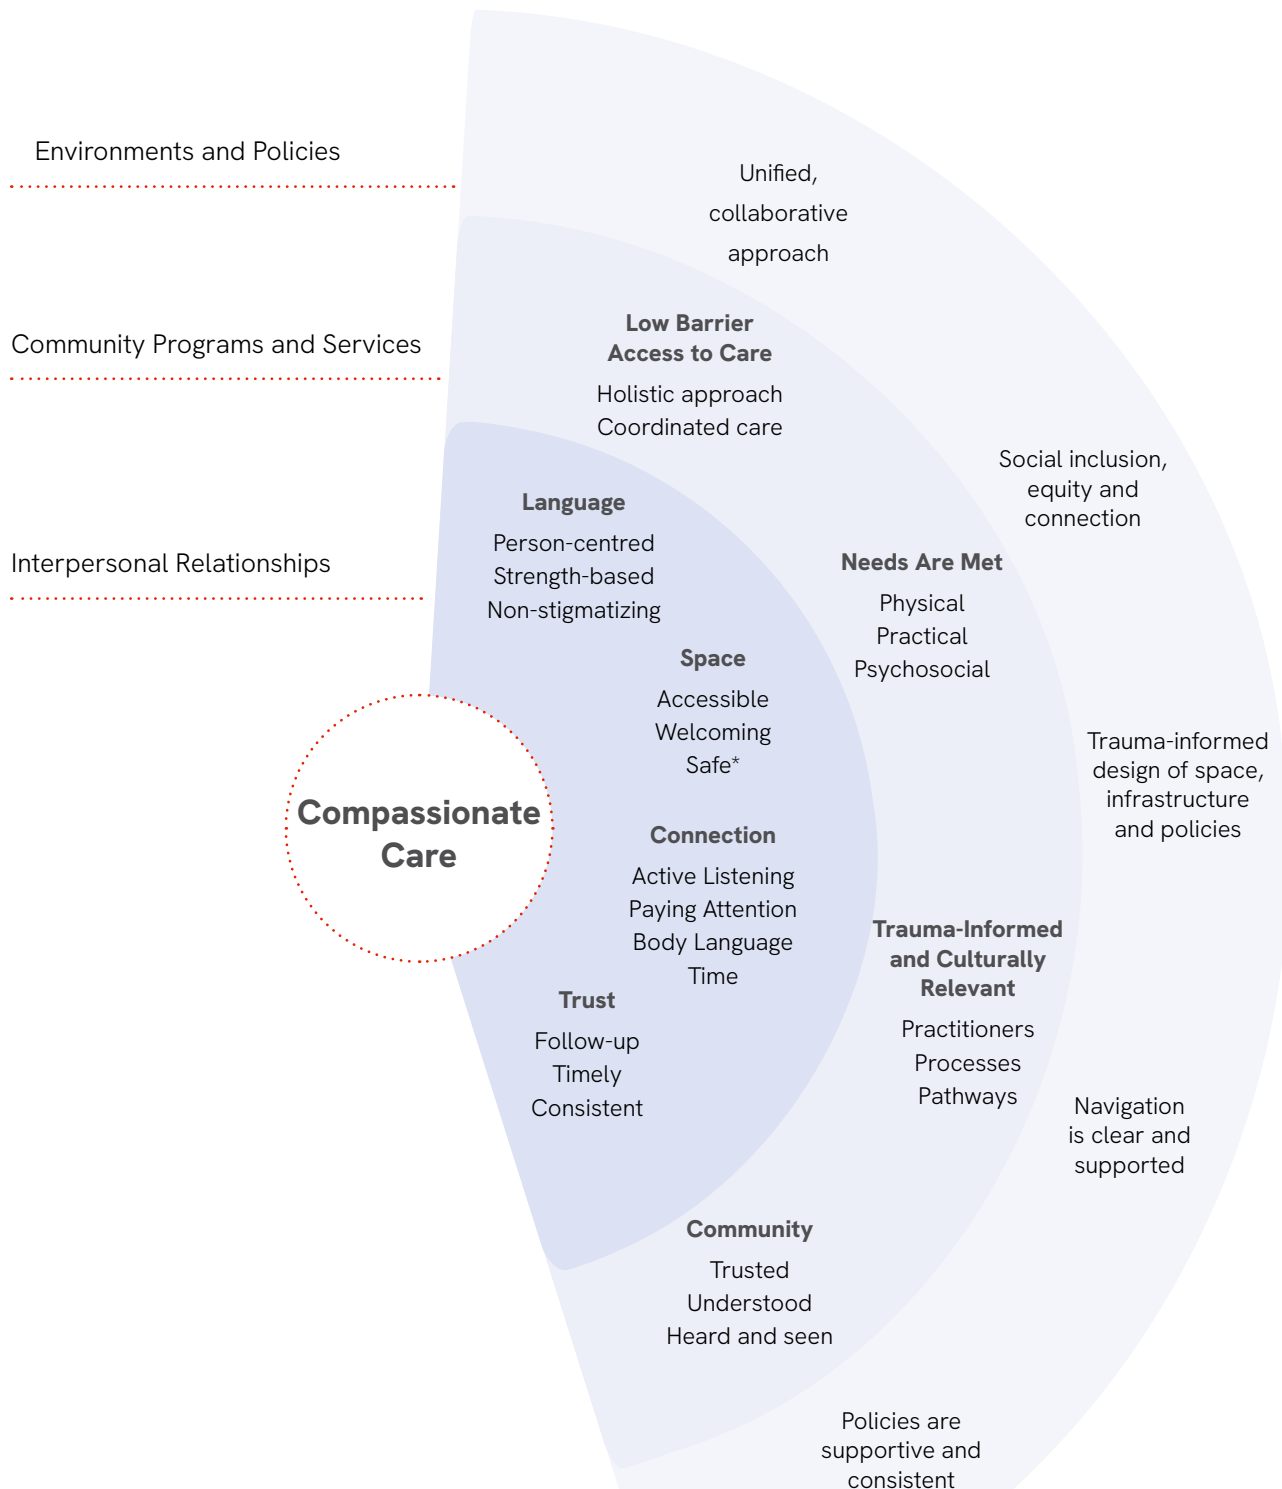 Environments and Policies
Community Programs and Services
Interpersonal Relationships
Compassionate
Care
Language
Person-centred
Strength-based
Non-stigmatizing
Space
Accessible
Welcoming
Safe*
Connection
Active Listening
Paying Attention
Body Language
Time
Trust
Follow-up
Timely
Consistent
Low Barrier
Access to Care
Holistic approach
Coordinated care
Needs Are Met
Physical
Practical
Psychosocial
Trauma-Informed
and Culturally
Relevant
Practitioners
Processes
Pathways
Community
Trusted
Understood
Heard and seen
Unified,
collaborative
approach
Social inclusion,
equity and
connection
Trauma-informed
design of space,
infrastructure
and policies
Navigation
is clear and
supported
Policies are
supportive and
consistent